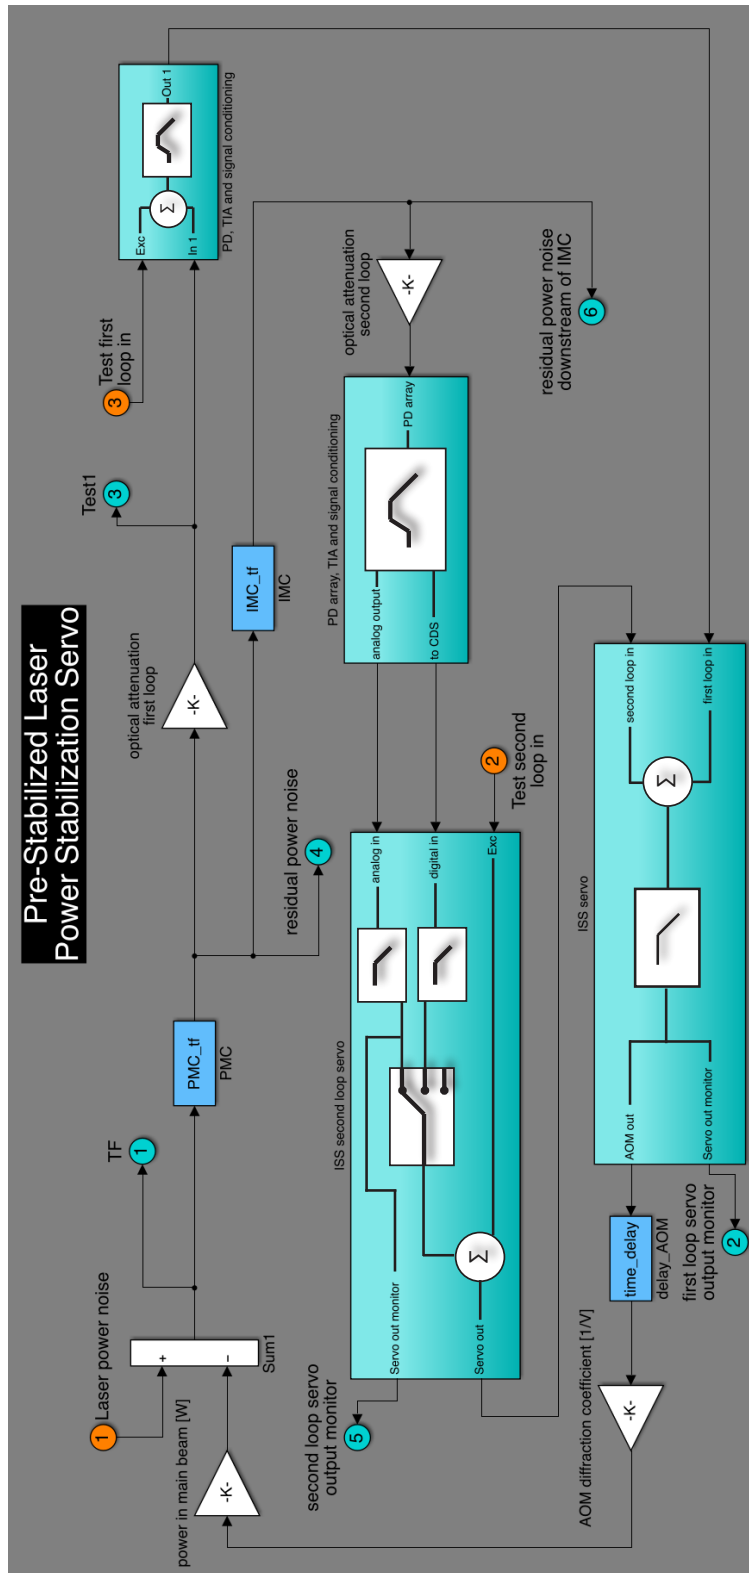 Pre-Stabilized Laser
Power Stabilization Servo
1
Laser power noise
+
−
Sum1
power in main beam [W]
-K-
TF
1
PMC_tf
PMC
residual power noise
4
optical attenuation
first loop
-K-
IMC_tf
IMC
Test1
3
3
Test first
loop in
Exc
In 1
Σ
Out 1
PD, TIA and signal conditioning
optical attenuation
second loop
-K-
residual power noise
downstream of IMC
6
PD array, TIA and signal conditioning
PD array
analog output
to CDS
2
Test second
loop in
ISS second loop servo
analog in
digital in
Exc
Σ
Servo out monitor
Servo out
second loop servo
output monitor
5
ISS servo
second loop in
first loop in
Σ
AOM out
Servo out monitor
time_delay
delay_AOM
first loop servo
output monitor
2
AOM diffraction coefficient [1/V]
-K-